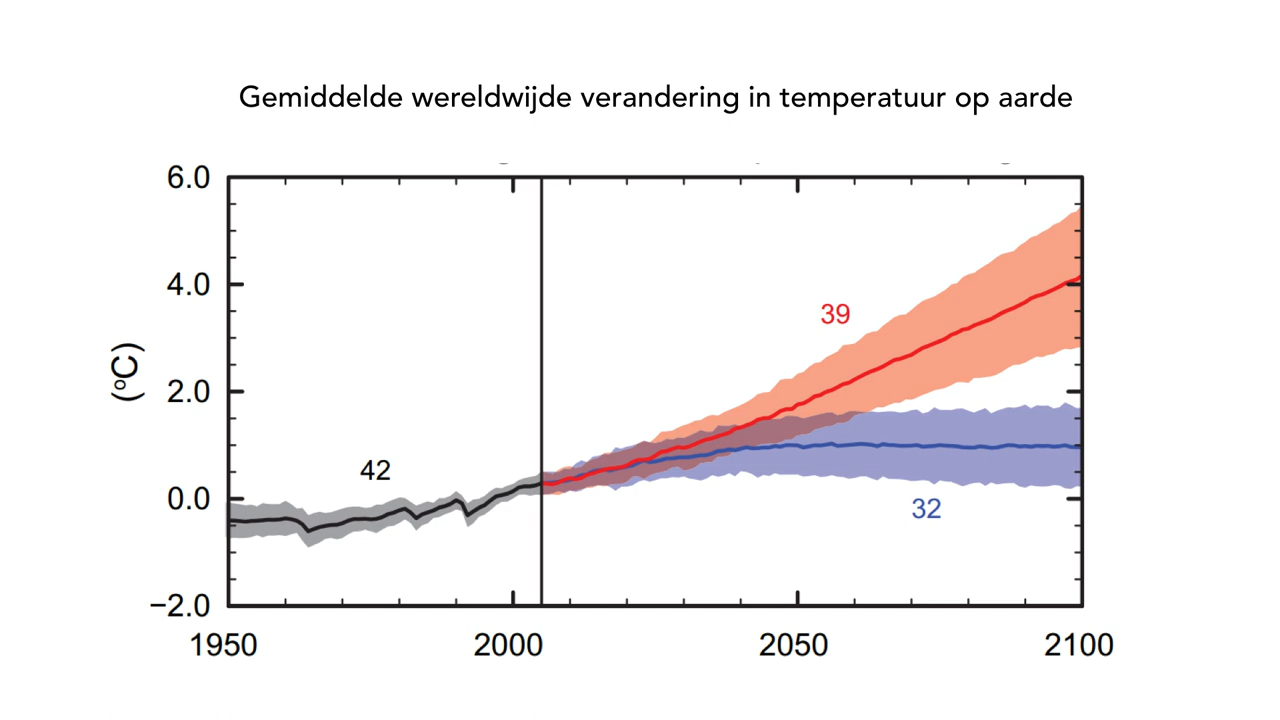 Gemiddelde wereldwijde verandering in temperatuur op aarde
6.0
4.0
2.0
0.0
−2.0
(°C)
39
42
32
1950 2000 2050 2100